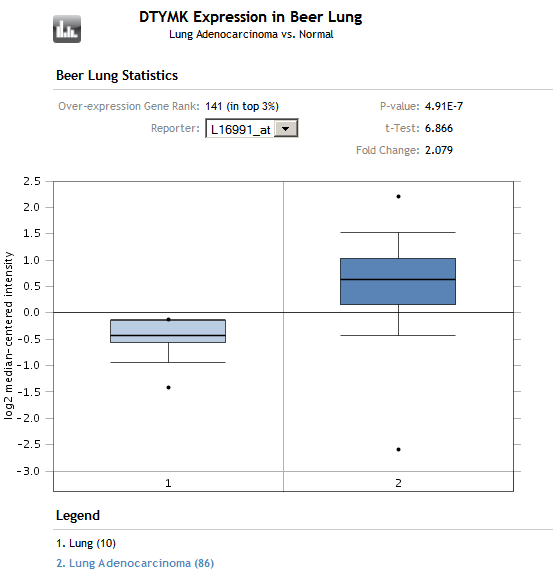 DTYMK Expression in Beer Lung
Lung Adenocarcinoma vs. Normal
Beer Lung Statistics
Over-expression Gene Rank: 141 (in top 3%)
Reporter: L16991_at
P-value: 4.91E-7
t-Test: 6.866
Fold Change: 2.079
log2 median-centered intensity
2.5
2.0
1.5
1.0
0.5
0.0
-0.5
-1.0
-1.5
-2.0
-2.5
-3.0
1 2
Legend
1. Lung (10)
2. Lung Adenocarcinoma (86)